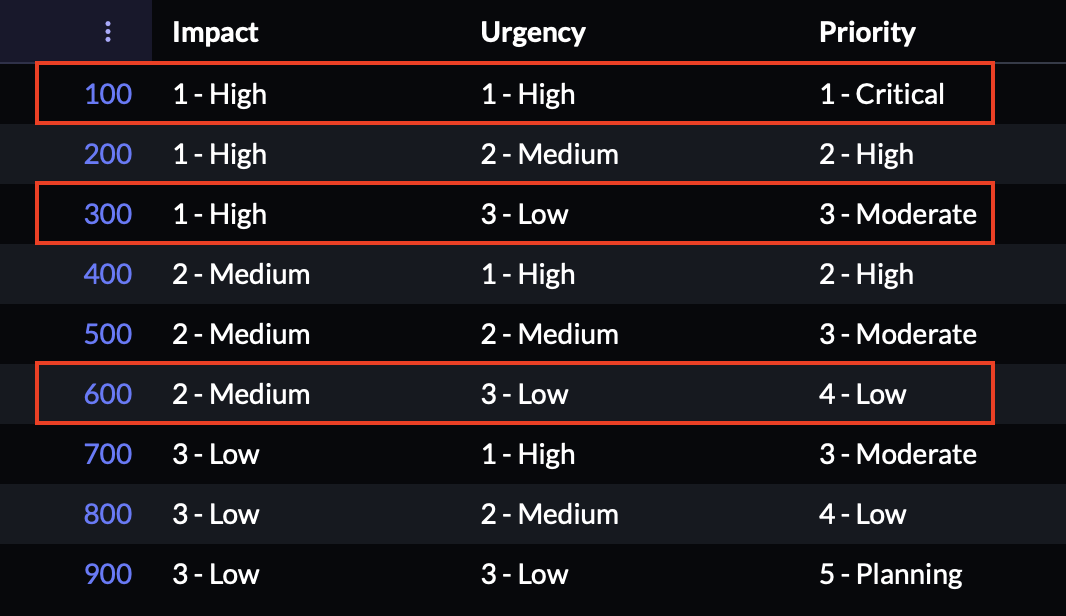 Impact Urgency Priority
100 1 - High 1 - High 1 - Critical
200 1 - High 2 - Medium 2 - High
300 1 - High 3 - Low 3 - Moderate
400 2 - Medium 1 - High 2 - High
500 2 - Medium 2 - Medium 3 - Moderate
600 2 - Medium 3 - Low 4 - Low
700 3 - Low 1 - High 3 - Moderate
800 3 - Low 2 - Medium 4 - Low
900 3 - Low 3 - Low 5 - Planning